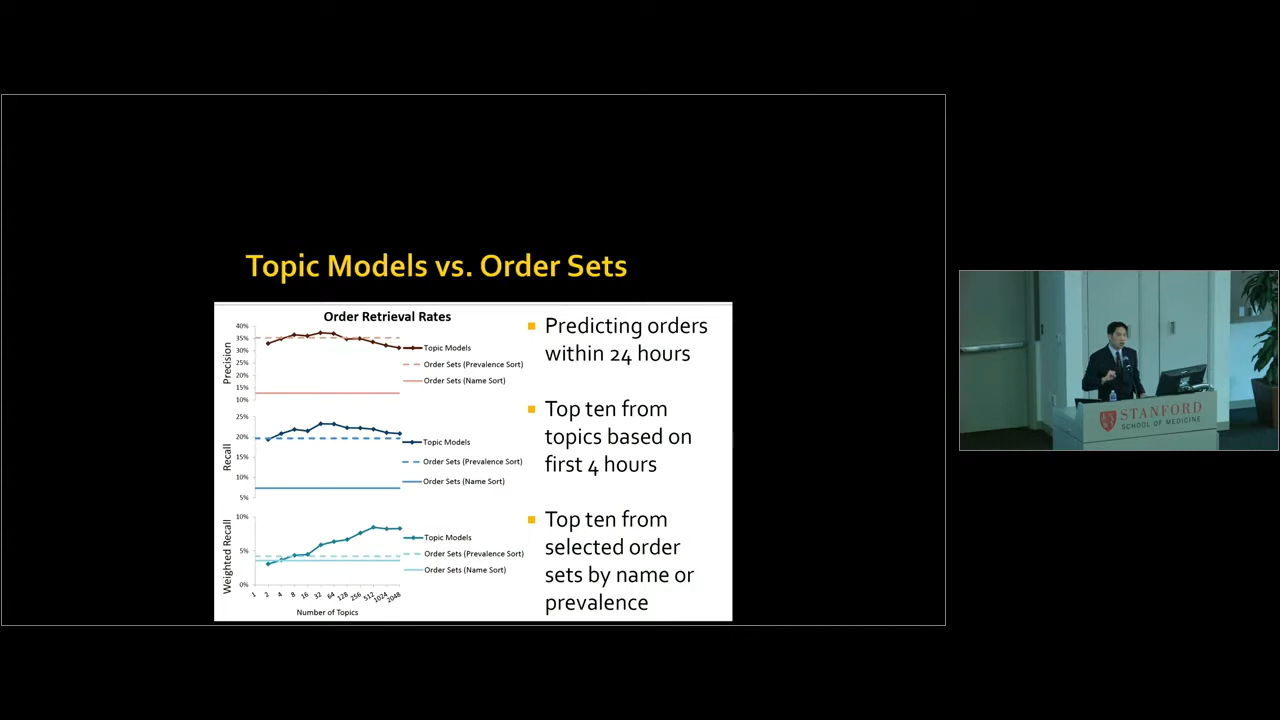 Topic Models vs. Order Sets
Order Retrieval Rates
Precision
40%
35%
30%
25%
20%
15%
10%
Topic Models
Order Sets (Prevalence Sort)
Order Sets (Name Sort)
Recall
25%
20%
15%
10%
5%
Topic Models
Order Sets (Prevalence Sort)
Order Sets (Name Sort)
Weighted Recall
10%
5%
0%
Topic Models
Order Sets (Prevalence Sort)
Order Sets (Name Sort)
1 2 4 8 16 32 64 128 256 512 1024 2048
Number of Topics
Predicting orders
within 24 hours
Top ten from
topics based on
first 4 hours
Top ten from
selected order
sets by name or
prevalence
STANFORD
SCHOOL OF MEDICINE